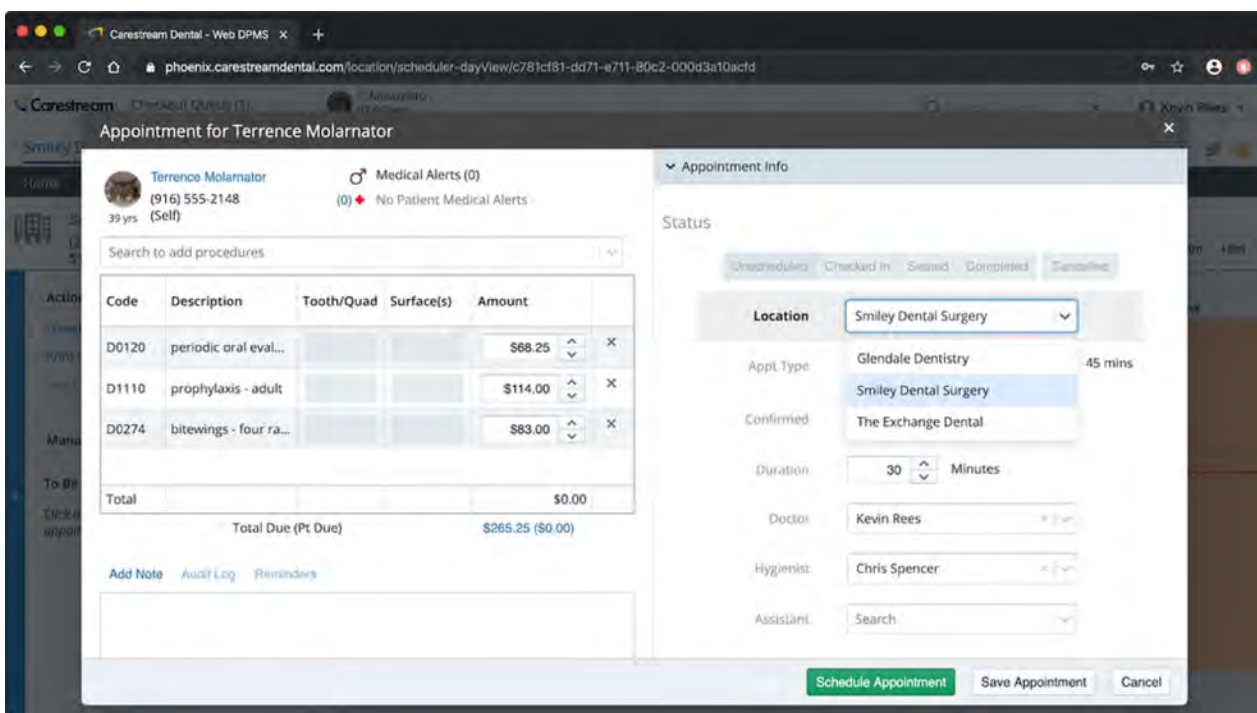 Carestream Dental - Web DPMS × +
phoenix.carestreamdental.com/location/scheduler-dayView/c781cf81-dd71-e711-80c2-000d3a10acfd
Carestream Checkout Queue (1) Kevin Rees
Home
Appointment for Terrence Molarnator ×
Terrence Molarnator
(916) 555-2148
39 yrs (Self)
Medical Alerts (0)
(0) No Patient Medical Alerts
Search to add procedures
Code Description Tooth/Quad Surface(s) Amount
D0120 periodic oral eval... $68.25 ×
D1110 prophylaxis - adult $114.00 ×
D0274 bitewings - four ra... $83.00 ×
Total $0.00
Total Due (Pt Due) $265.25 ($0.00)
Add Note Audit Log Reminders
Appointment Info
Status
Unscheduled Checked In Seated Completed Canceled
Location Smiley Dental Surgery
Glendale Dentistry
Smiley Dental Surgery
The Exchange Dental
Appt Type 45 mins
Confirmed
Duration 30 Minutes
Doctor Kevin Rees
Hygienist Chris Spencer
Assistant Search
Schedule Appointment Save Appointment Cancel